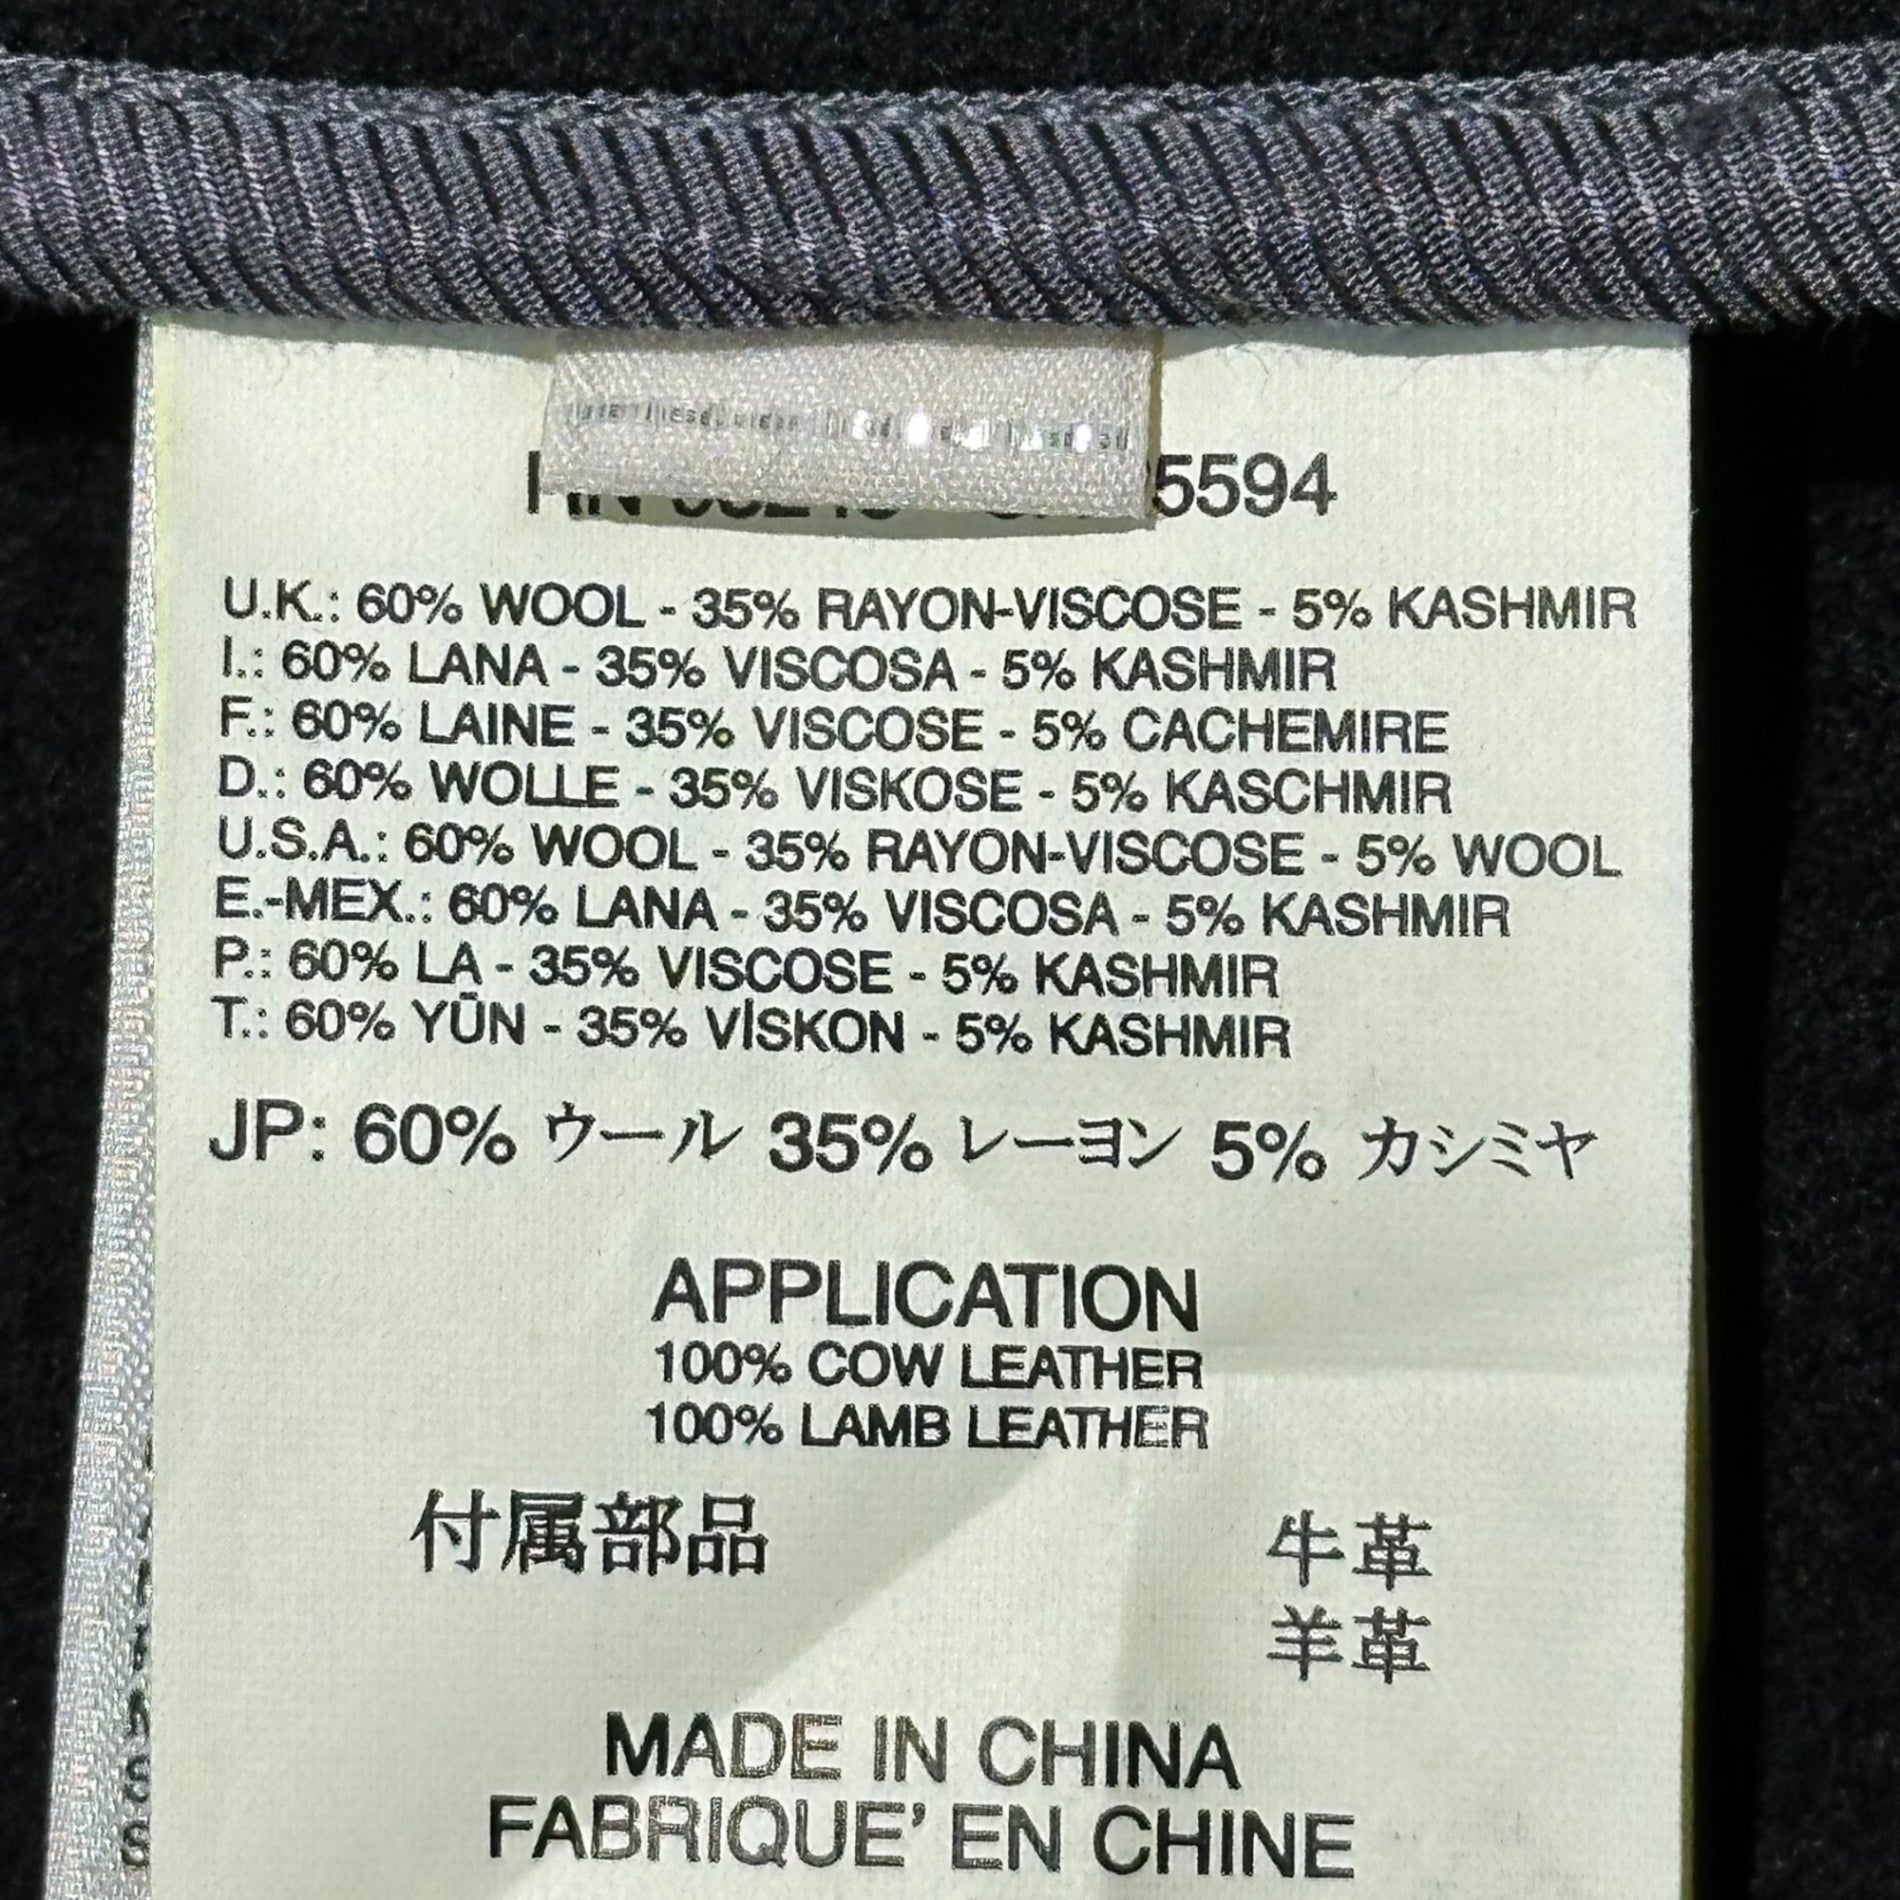 5594
U.K.: 60% WOOL - 35% RAYON-VISCOSE - 5% KASHMIR
I.: 60% LANA - 35% VISCOSA - 5% KASHMIR
F.: 60% LAINE - 35% VISCOSE - 5% CACHEMIRE
D.: 60% WOLLE - 35% VISKOSE - 5% KASCHMIR
U.S.A.: 60% WOOL - 35% RAYON-VISCOSE - 5% WOOL
E.-MEX.: 60% LANA - 35% VISCOSA - 5% KASHMIR
P.: 60% LA - 35% VISCOSE - 5% KASHMIR
T.: 60% YŪN - 35% VİSKON - 5% KASHMIR
JP: 60% ウール 35% レーヨン 5% カシミヤ
APPLICATION
100% COW LEATHER
100% LAMB LEATHER
付属部品 牛革
羊革
MADE IN CHINA
FABRIQUE’ EN CHINE